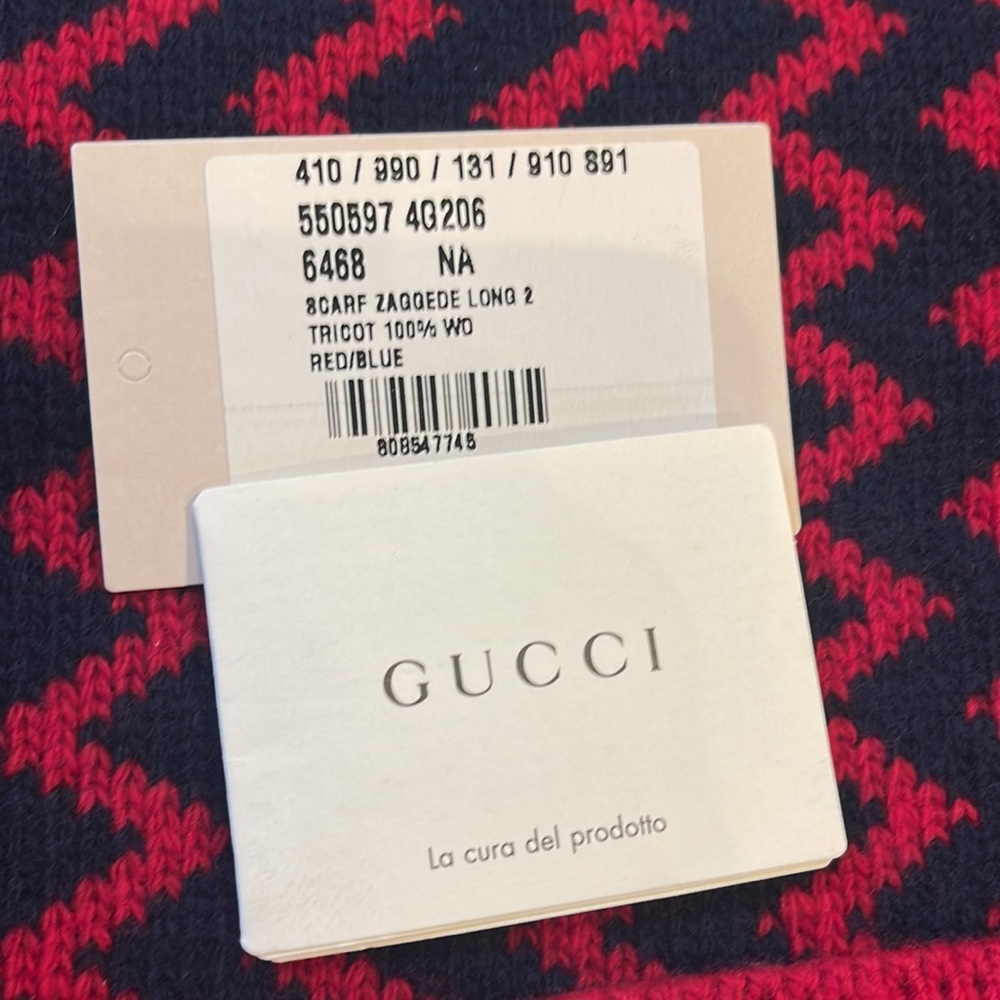 410 / 990 / 131 / 910 891
550597 4G206
6468 NA
SCARF ZAGGEDE LONG 2
TRICOT 100% WO
RED/BLUE
808547745
GUCCI
La cura del prodotto